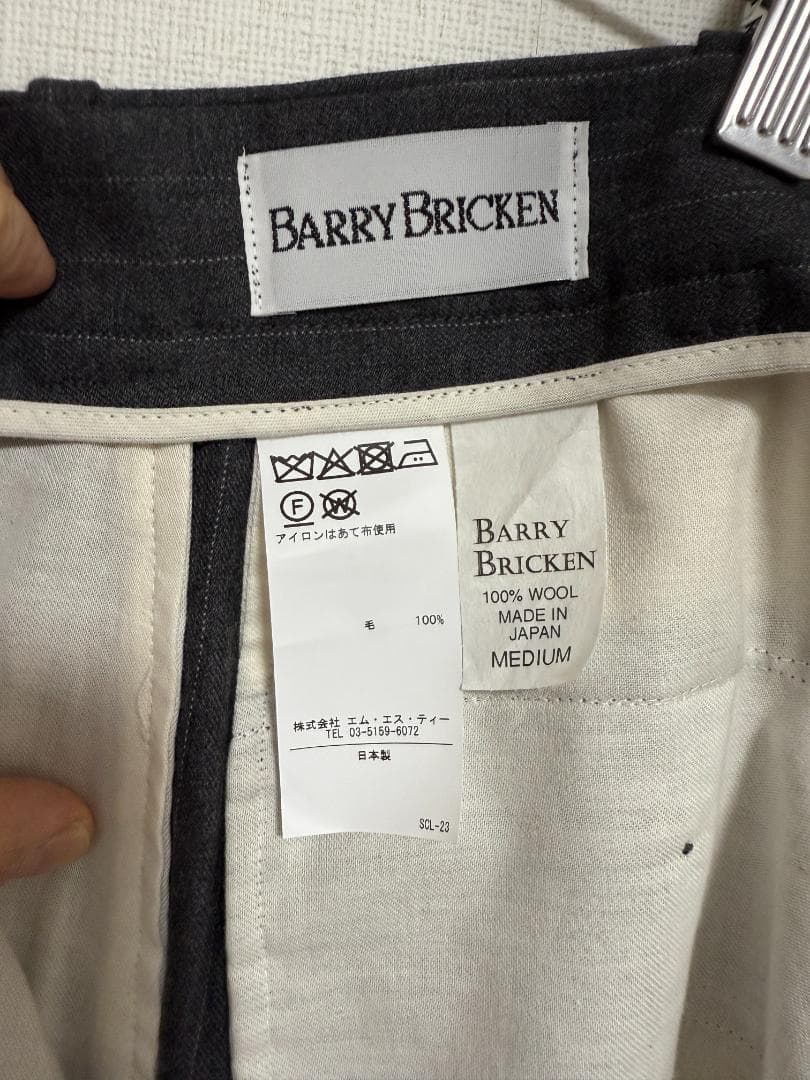 BARRY BRICKEN
F
W
アイロンはあて布使用
毛 100%
株式会社 エム・エス・ティー
TEL 03-5159-6072
日本製
SCL-23
BARRY
BRICKEN
100% WOOL
MADE IN
JAPAN
MEDIUM